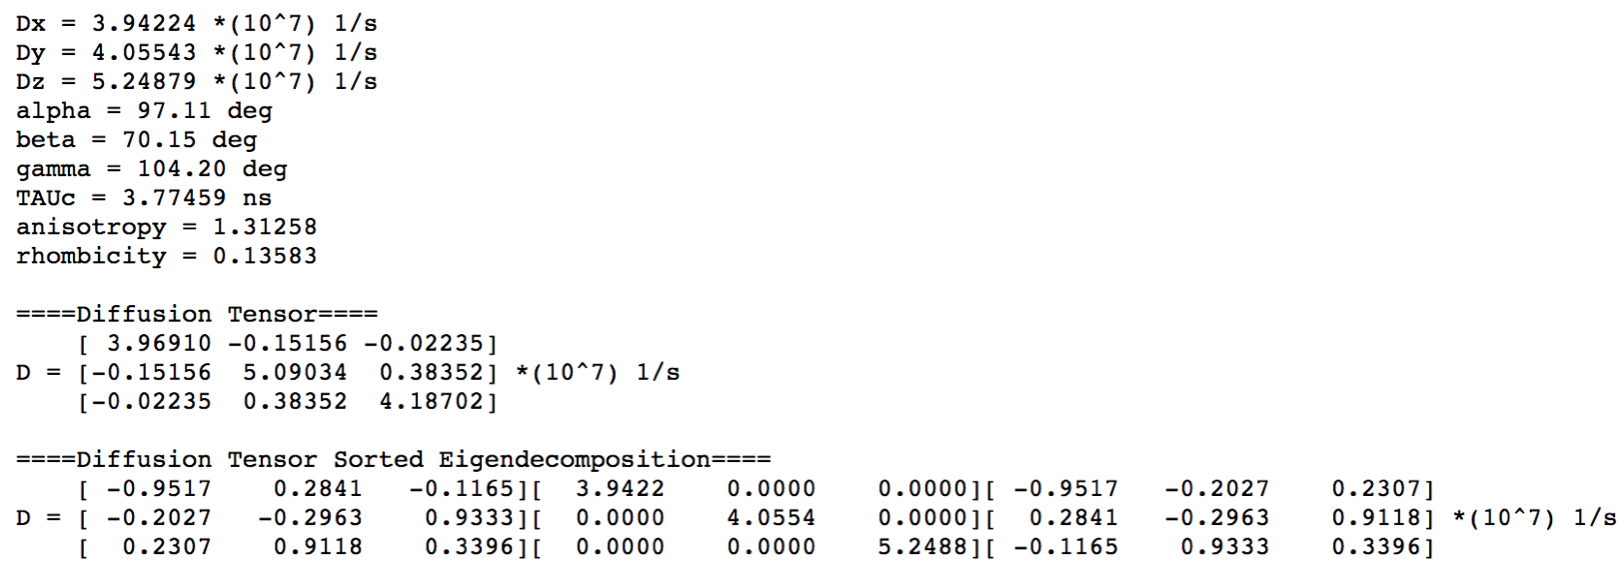 Dx = 3.94224 *(10^7) 1/s
Dy = 4.05543 *(10^7) 1/s
Dz = 5.24879 *(10^7) 1/s
alpha = 97.11 deg
beta = 70.15 deg
gamma = 104.20 deg
TAUc = 3.77459 ns
anisotropy = 1.31258
rhombicity = 0.13583
====Diffusion Tensor====
[ 3.96910 -0.15156 -0.02235]
D = [-0.15156  5.09034  0.38352] *(10^7) 1/s
[-0.02235  0.38352  4.18702]
====Diffusion Tensor Sorted Eigendecomposition====
[ -0.9517    0.2841   -0.1165][  3.9422    0.0000    0.0000][ -0.9517   -0.2027    0.2307]
D = [ -0.2027   -0.2963    0.9333][  0.0000    4.0554    0.0000][  0.2841   -0.2963    0.9118] *(10^7) 1/s
[  0.2307    0.9118    0.3396][  0.0000    0.0000    5.2488][ -0.1165    0.9333    0.3396]